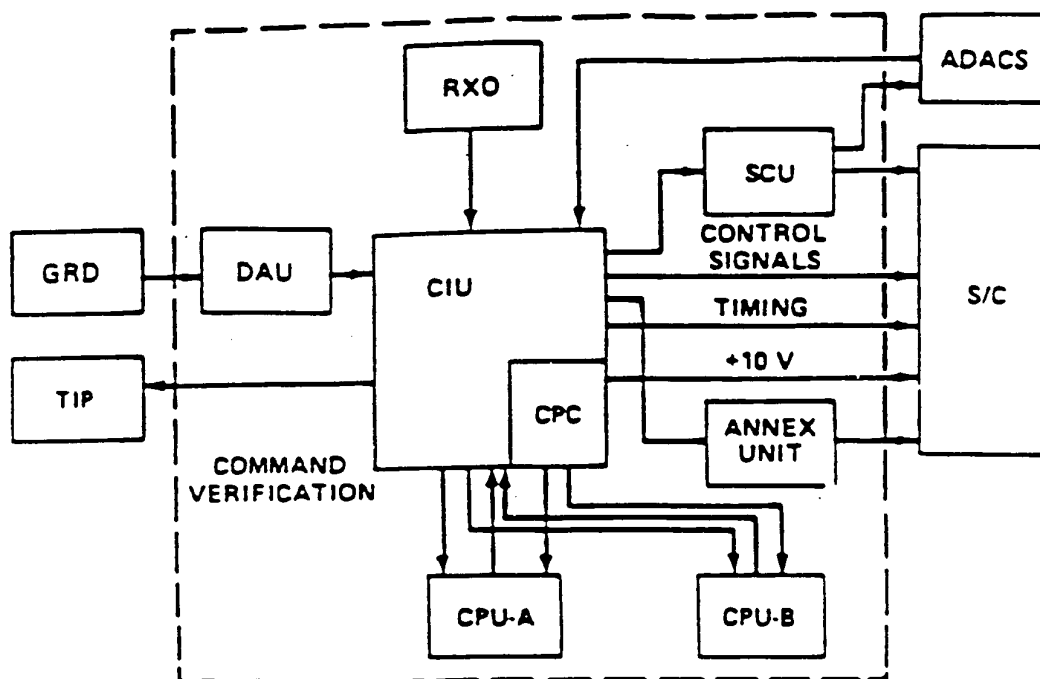 ADACS
RXO
SCU
CONTROL
SIGNALS
GRD
DAU
CIU
S/C
TIMING
+10 V
TIP
CPC
ANNEX
UNIT
COMMAND
VERIFICATION
CPU-A
CPU-B